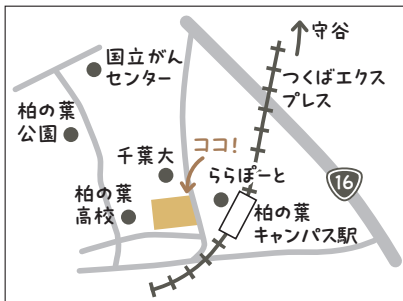 国立がん
センター
守谷
つくばエクス
プレス
柏の葉
公園
千葉大
ココ!
ららぽーと
16
柏の葉
高校
柏の葉
キャンパス駅